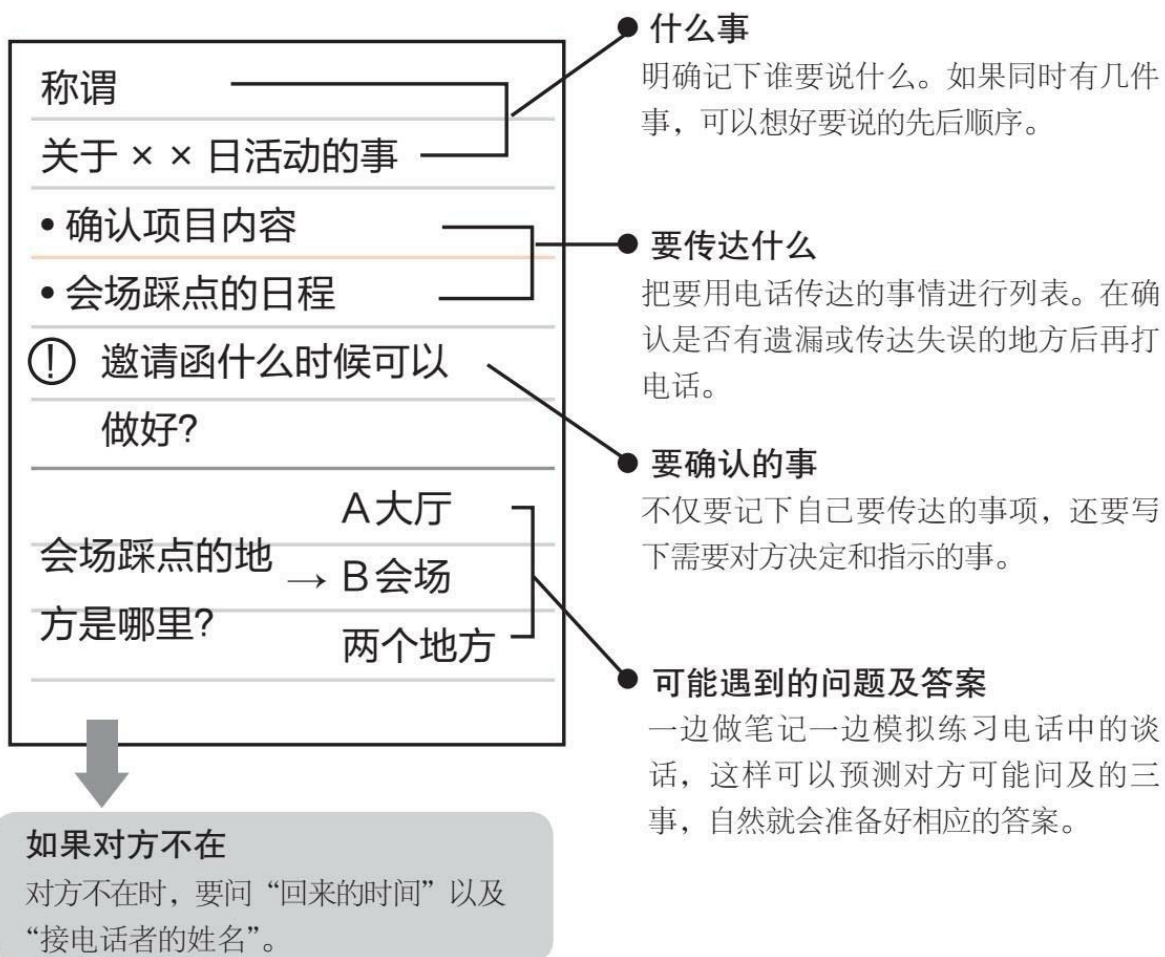 称谓
关于 × × 日活动的事
• 确认项目内容
• 会场踩点的日程
! 邀请函什么时候可以
做好?
会场踩点的地
方是哪里?
→
A大厅
B会场
两个地方
● 什么事
明确记下谁要说什么。如果同时有几件
事，可以想好要说的先后顺序。
● 要传达什么
把要用电话传达的事情进行列表。在确
认是否有遗漏或传达失误的地方后再打
电话。
● 要确认的事
不仅要记下自己要传达的事项，还要写
下需要对方决定和指示的事。
● 可能遇到的问题及答案
一边做笔记一边模拟练习电话中的谈
话，这样可以预测对方可能问及的三
事，自然就会准备好相应的答案。
如果对方不在
对方不在时，要问“回来的时间”以及
“接电话者的姓名”。